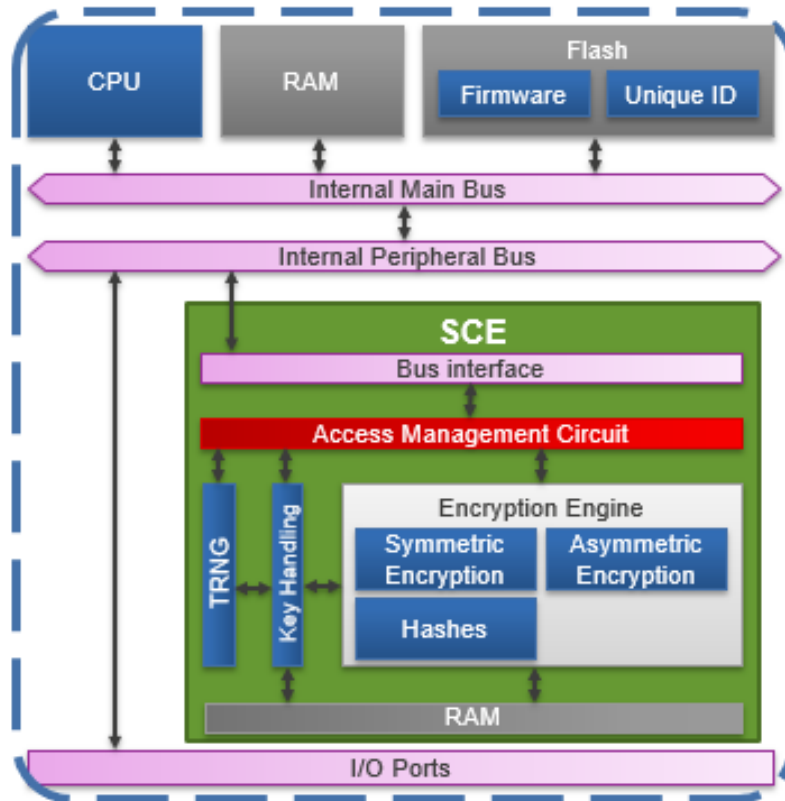 CPU
RAM
Flash
Firmware
Unique ID
Internal Main Bus
Internal Peripheral Bus
SCE
Bus interface
Access Management Circuit
TRNG
Key Handling
Encryption Engine
Symmetric
Encryption
Asymmetric
Encryption
Hashes
RAM
I/O Ports